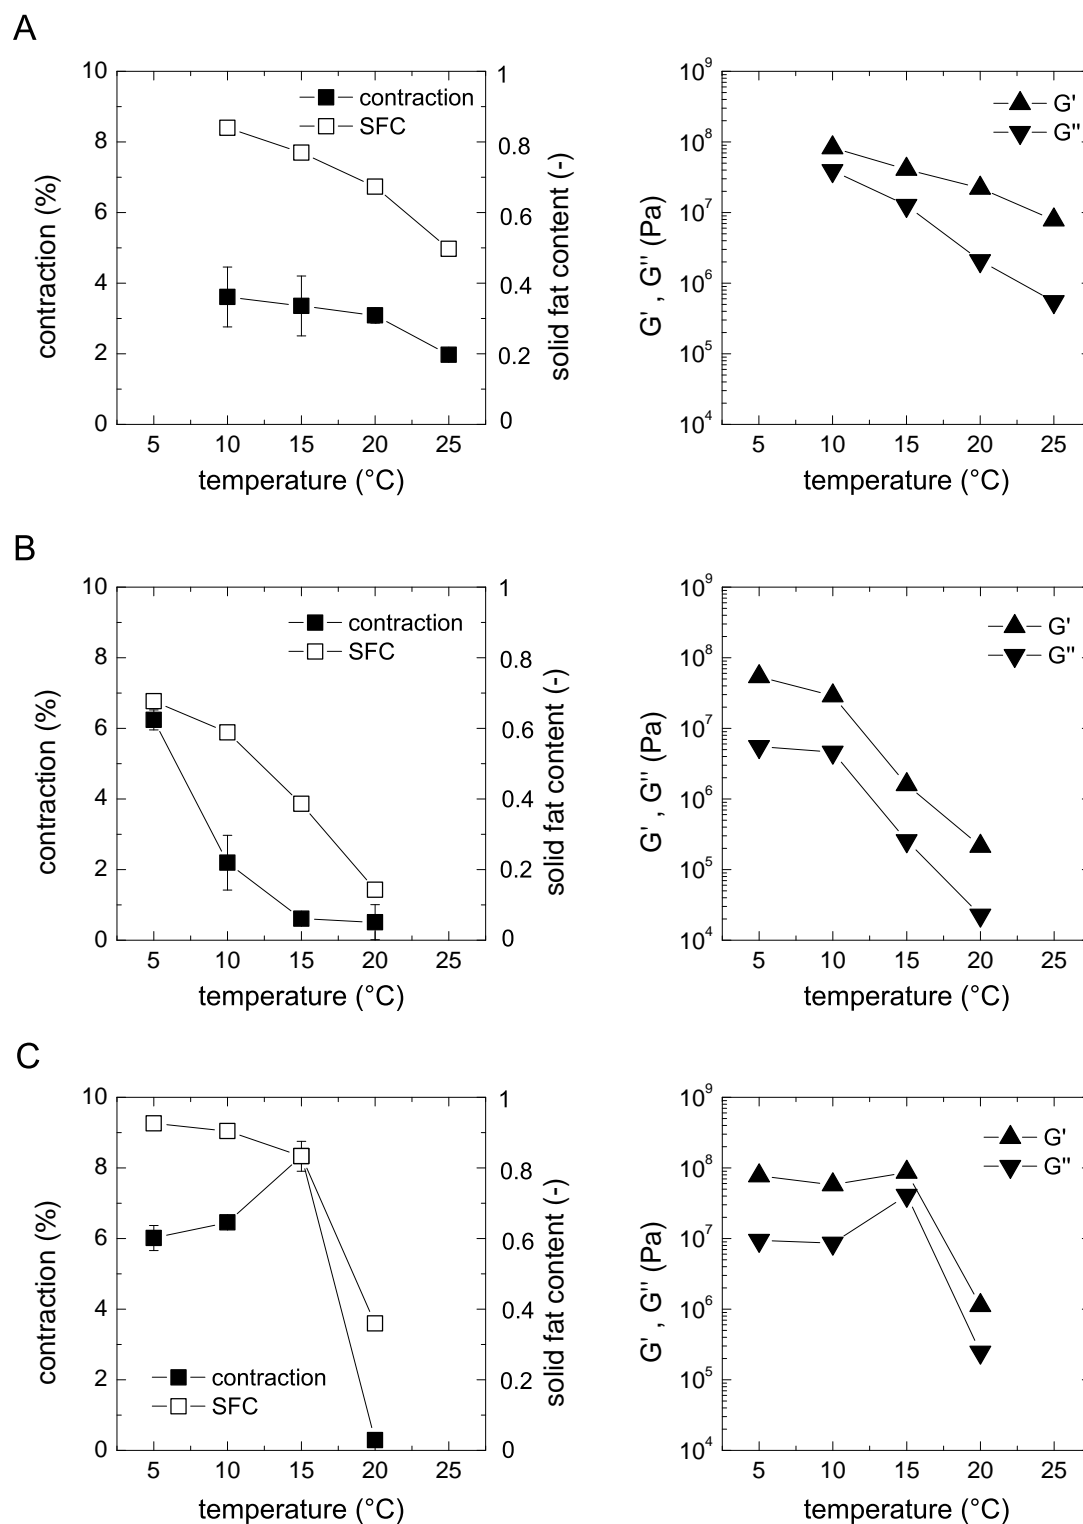 A
10
8
6
4
2
0
contraction (%)
contraction
SFC
1
0.8
0.6
0.4
0.2
0
solid fat content (-)
5 10 15 20 25
temperature (°C)
10⁹
10⁸
10⁷
10⁶
10⁵
10⁴
G' , G'' (Pa)
G'
G''
5 10 15 20 25
temperature (°C)
B
10
8
6
4
2
0
contraction (%)
contraction
SFC
1
0.8
0.6
0.4
0.2
0
solid fat content (-)
5 10 15 20 25
temperature (°C)
10⁹
10⁸
10⁷
10⁶
10⁵
10⁴
G' , G'' (Pa)
G'
G''
5 10 15 20 25
temperature (°C)
C
10
8
6
4
2
0
contraction (%)
contraction
SFC
1
0.8
0.6
0.4
0.2
0
solid fat content (-)
5 10 15 20 25
temperature (°C)
10⁹
10⁸
10⁷
10⁶
10⁵
10⁴
G' , G'' (Pa)
G'
G''
5 10 15 20 25
temperature (°C)